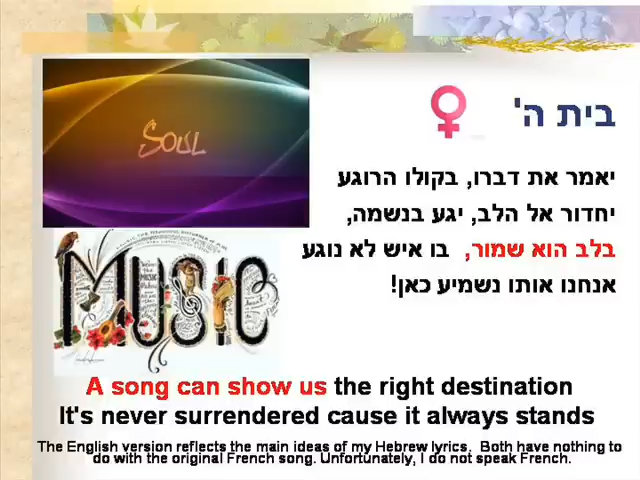 בית ה'
SOUL
יאמר את דברו, בקולו הרוגע
יחדור אל הלב, יגע בנשמה,
בלב הוא שמור, בו איש לא נוגע
אנחנו אותו נשמיע כאן!
MUSIC
A song can show us the right destination
It's never surrendered cause it always stands
The English version reflects the main ideas of my Hebrew lyrics. Both have nothing to
do with the original French song. Unfortunately, I do not speak French.